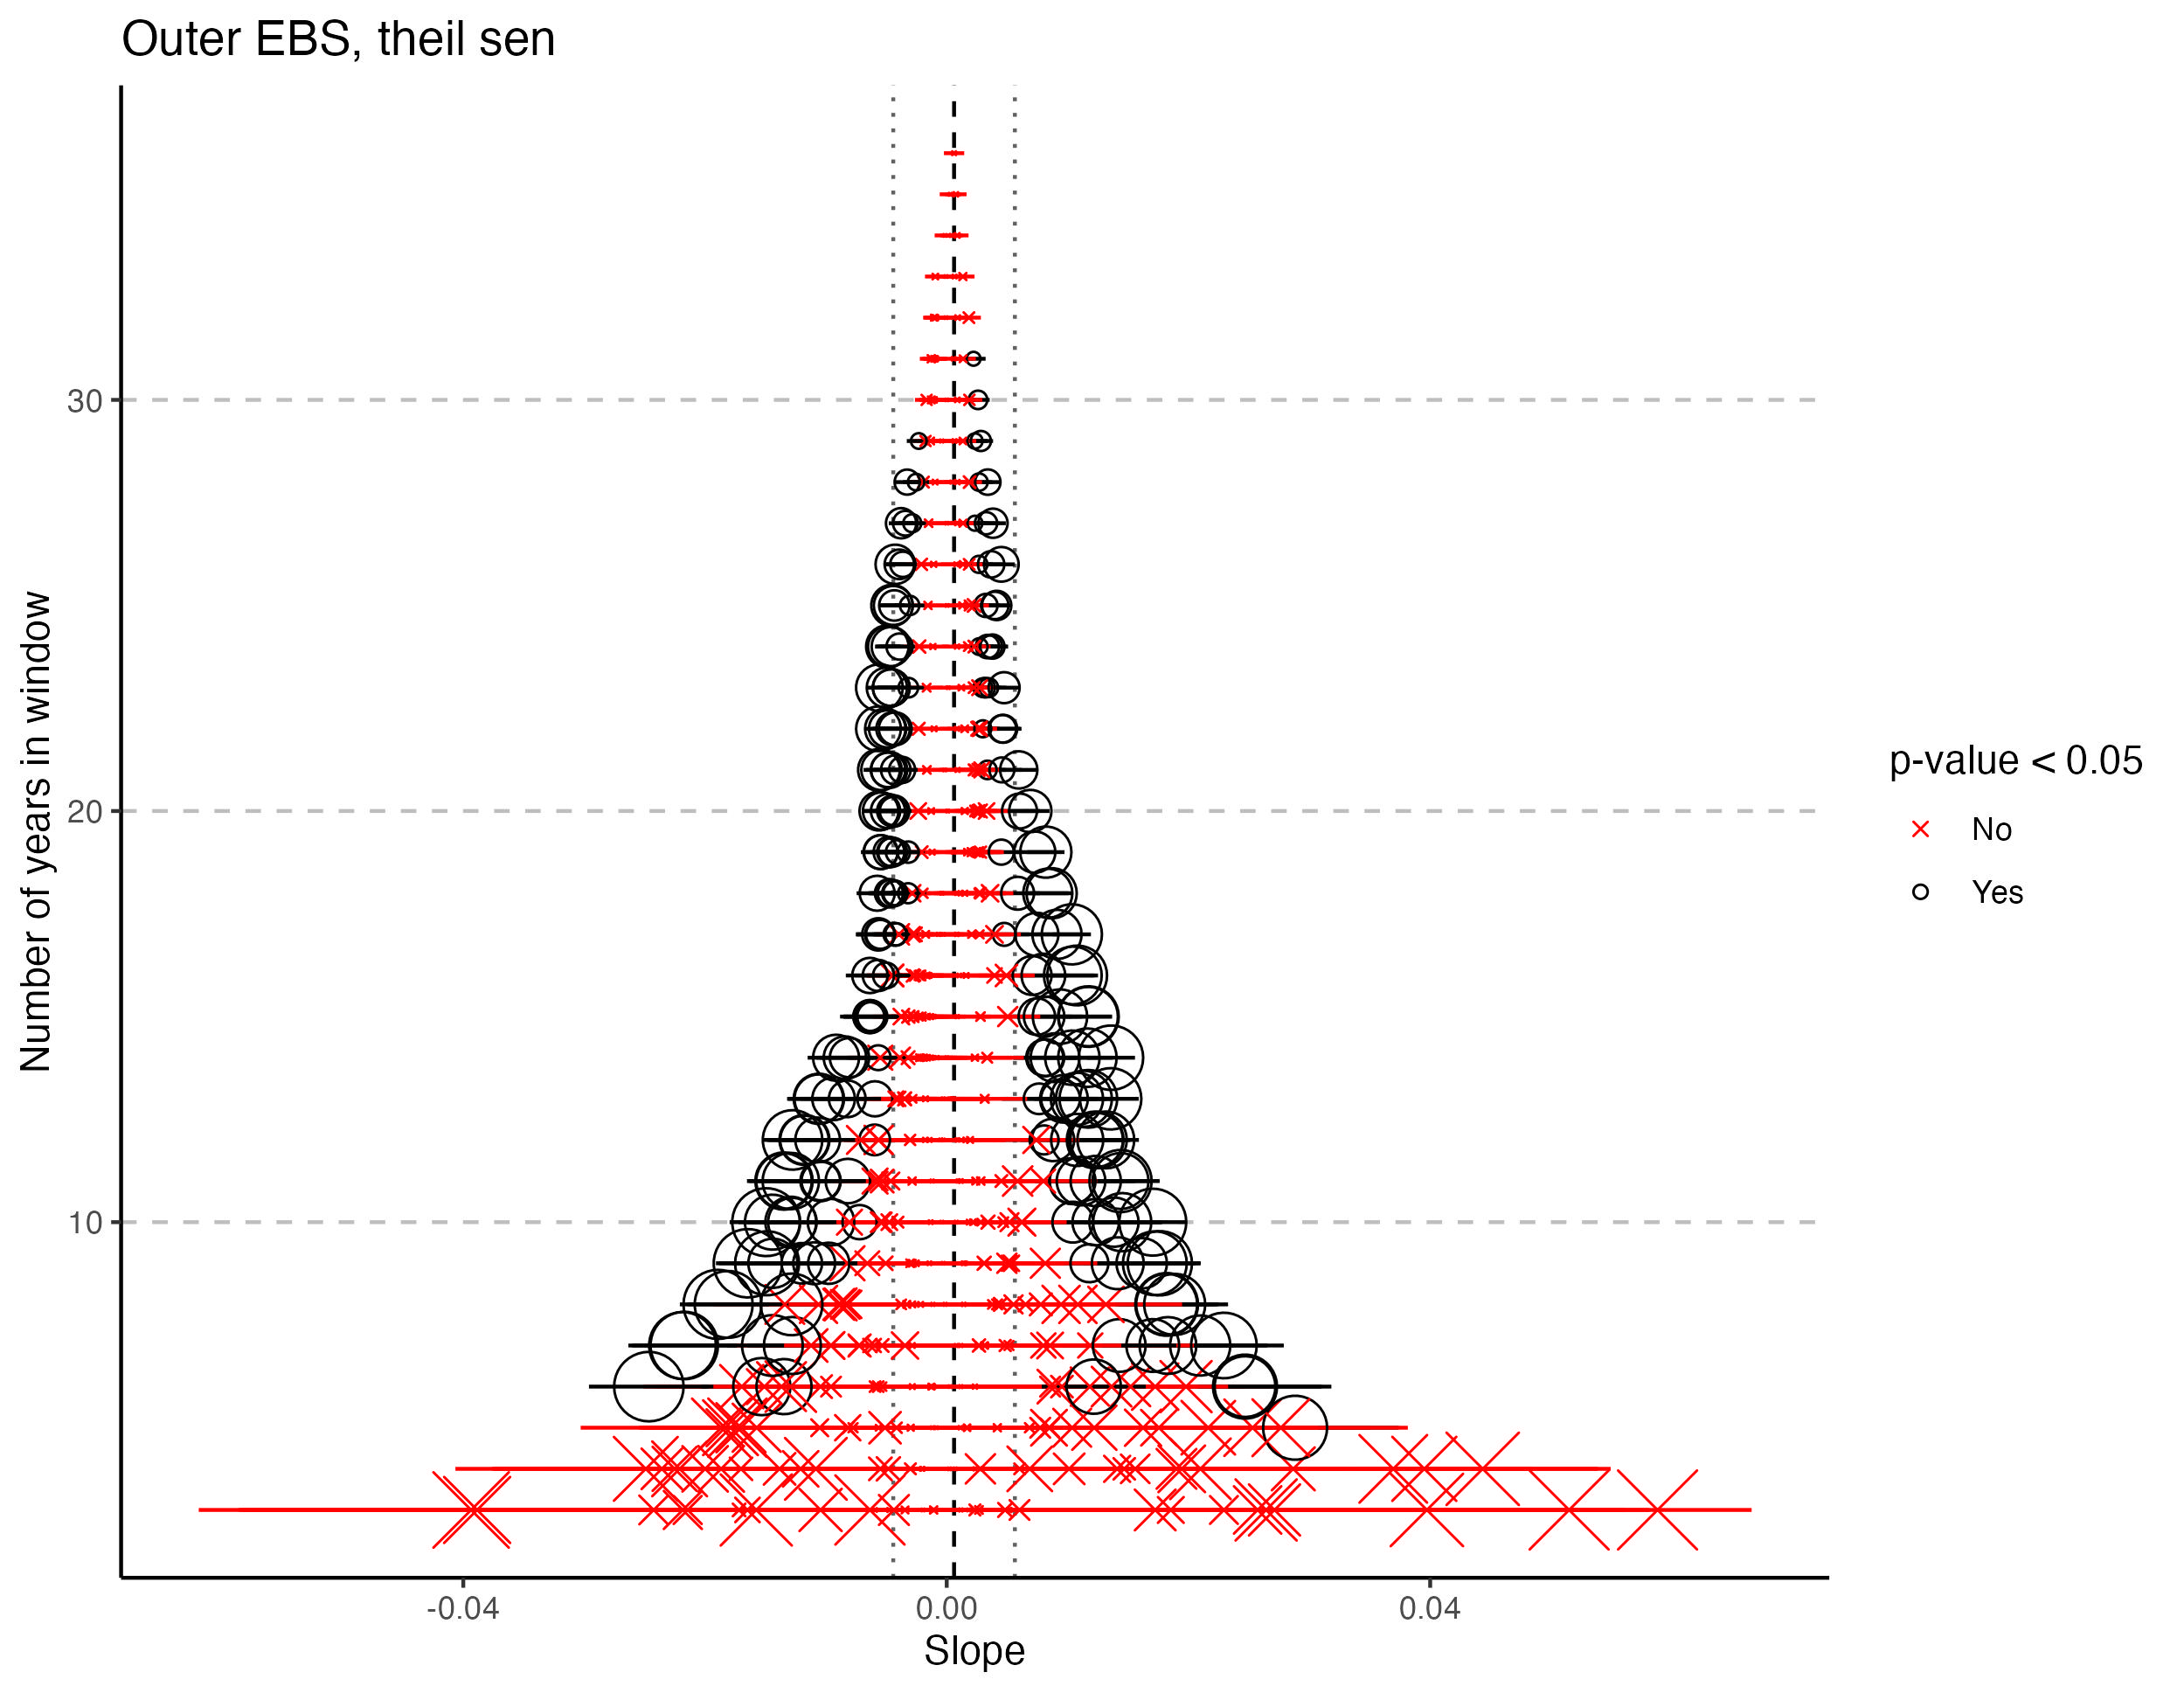 Outer EBS, theil sen
Number of years in window
30
20
10
-0.04
0.00
0.04
Slope
p-value < 0.05
No
Yes